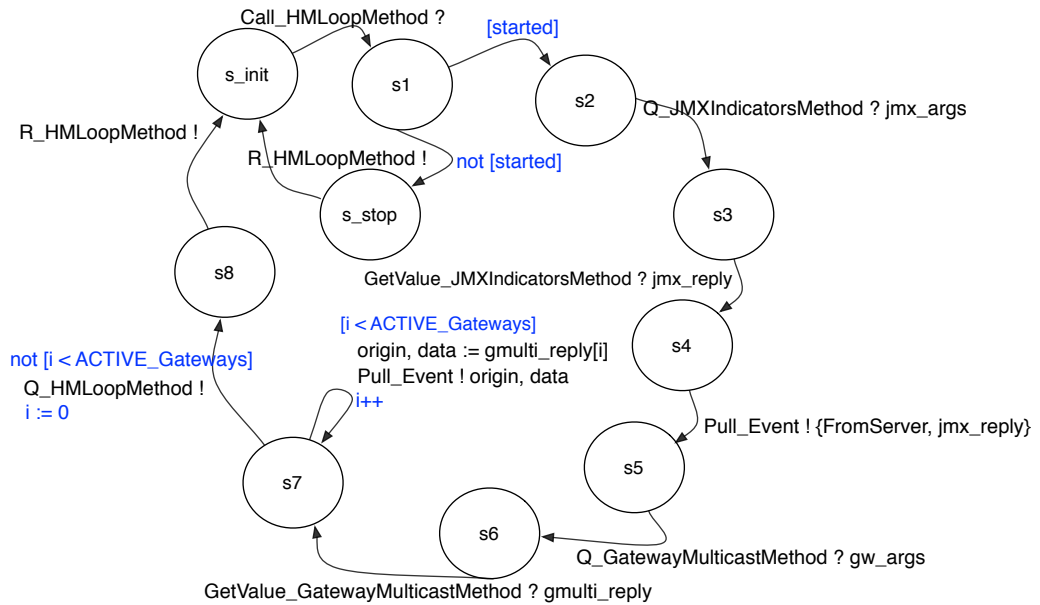 Call_HMLoopMethod ?
[started]
s_init
s1
s2
Q_JMXIndicatorsMethod ? jmx_args
R_HMLoopMethod !
R_HMLoopMethod !
not [started]
s_stop
s3
s8
GetValue_JMXIndicatorsMethod ? jmx_reply
[i < ACTIVE_Gateways]
origin, data := gmulti_reply[i]
Pull_Event ! origin, data
i++
s4
not [i < ACTIVE_Gateways]
Q_HMLoopMethod !
i := 0
Pull_Event ! {FromServer, jmx_reply}
s5
s7
s6
Q_GatewayMulticastMethod ? gw_args
GetValue_GatewayMulticastMethod ? gmulti_reply